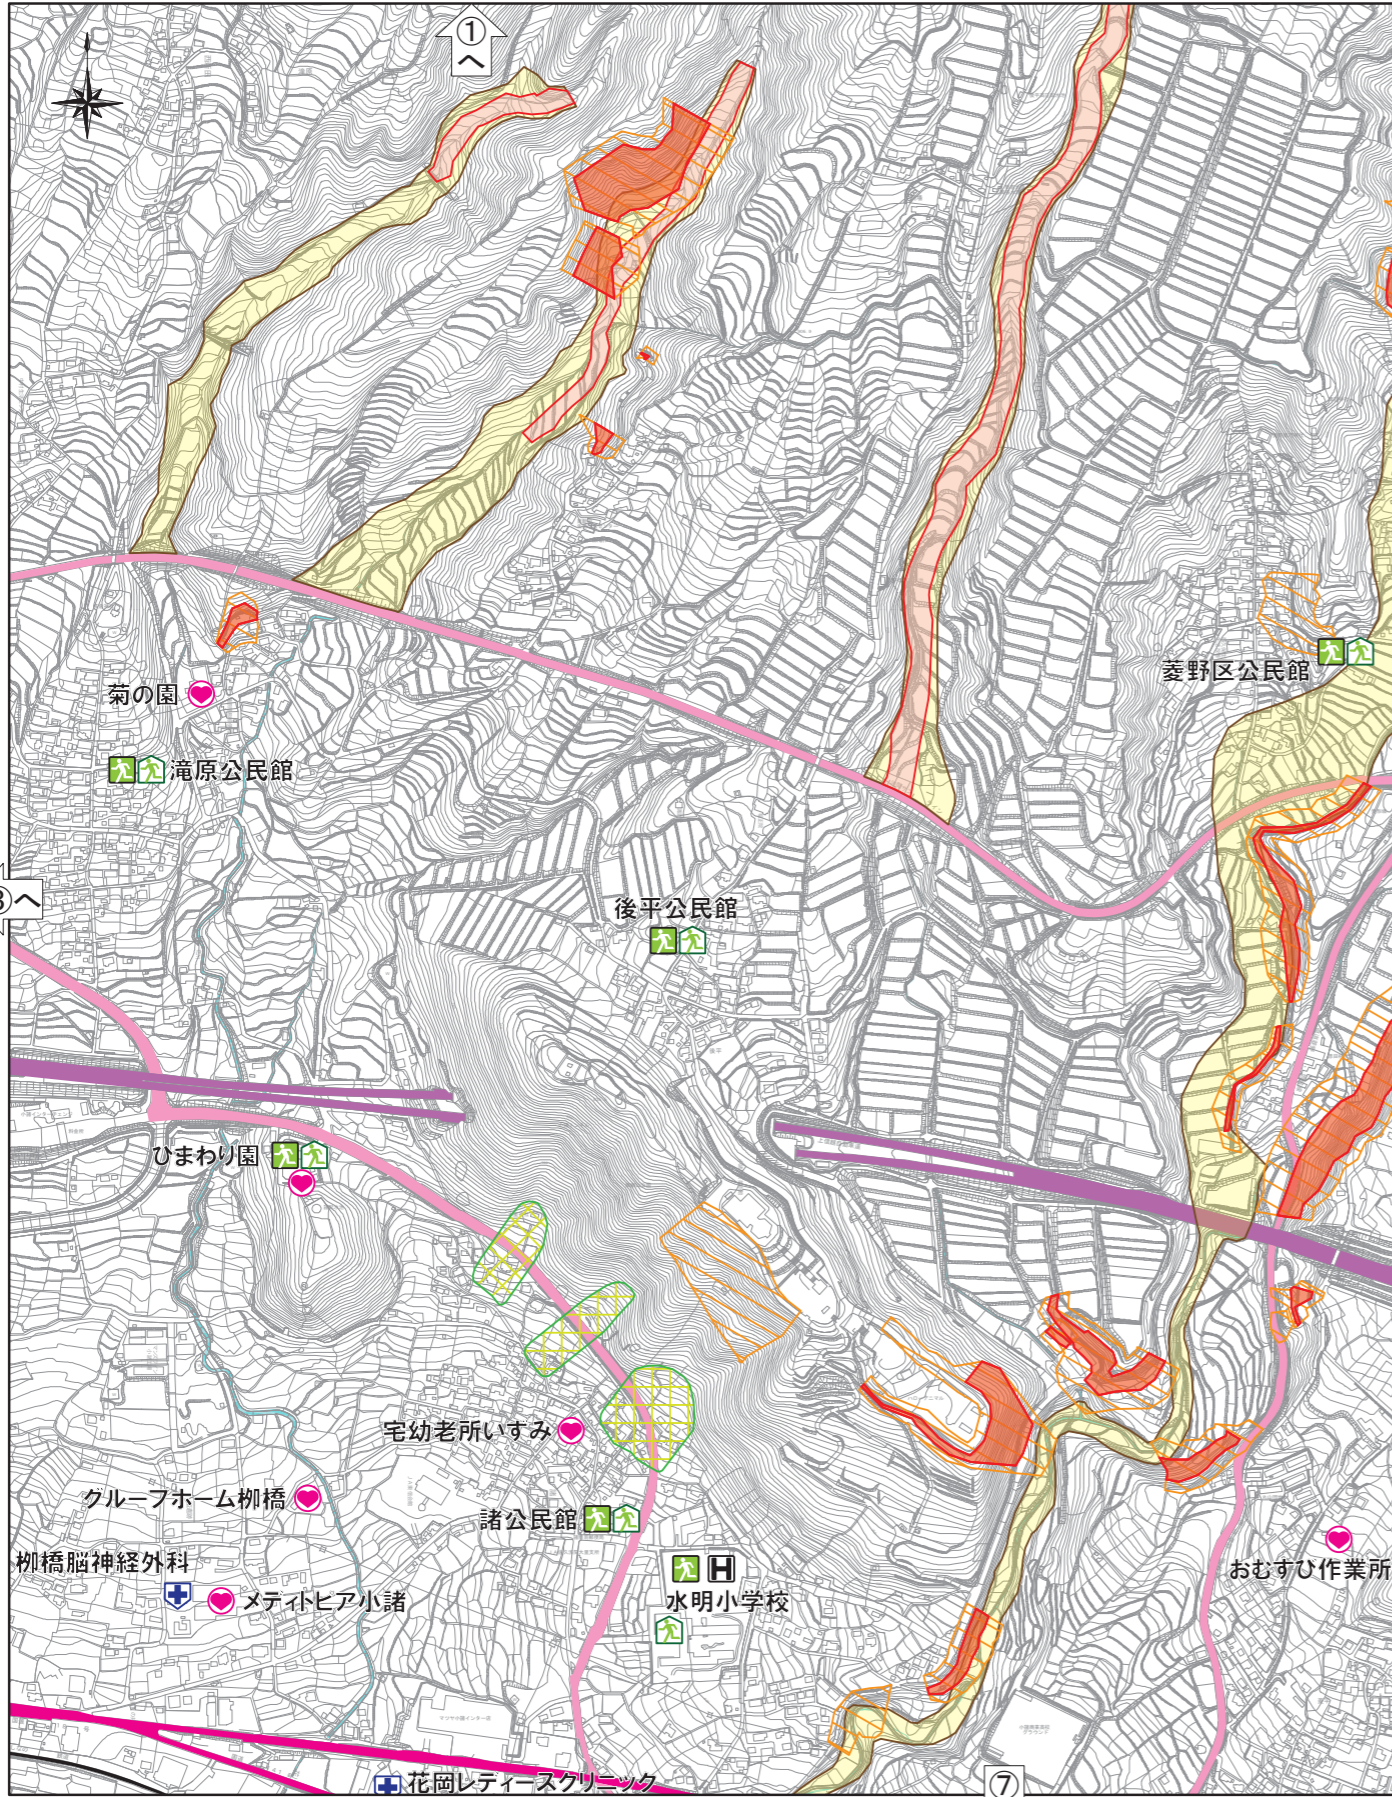 ①
へ
菱野区公民館
菊の園
滝原公民館
へ
後平公民館
ひまわり園
宅幼老所いずみ
グループホーム柳橋
諸公民館
柳橋脳神経外科
メディトピア小諸
H
水明小学校
おむすび作業所
花岡レディースクリニック
⑦